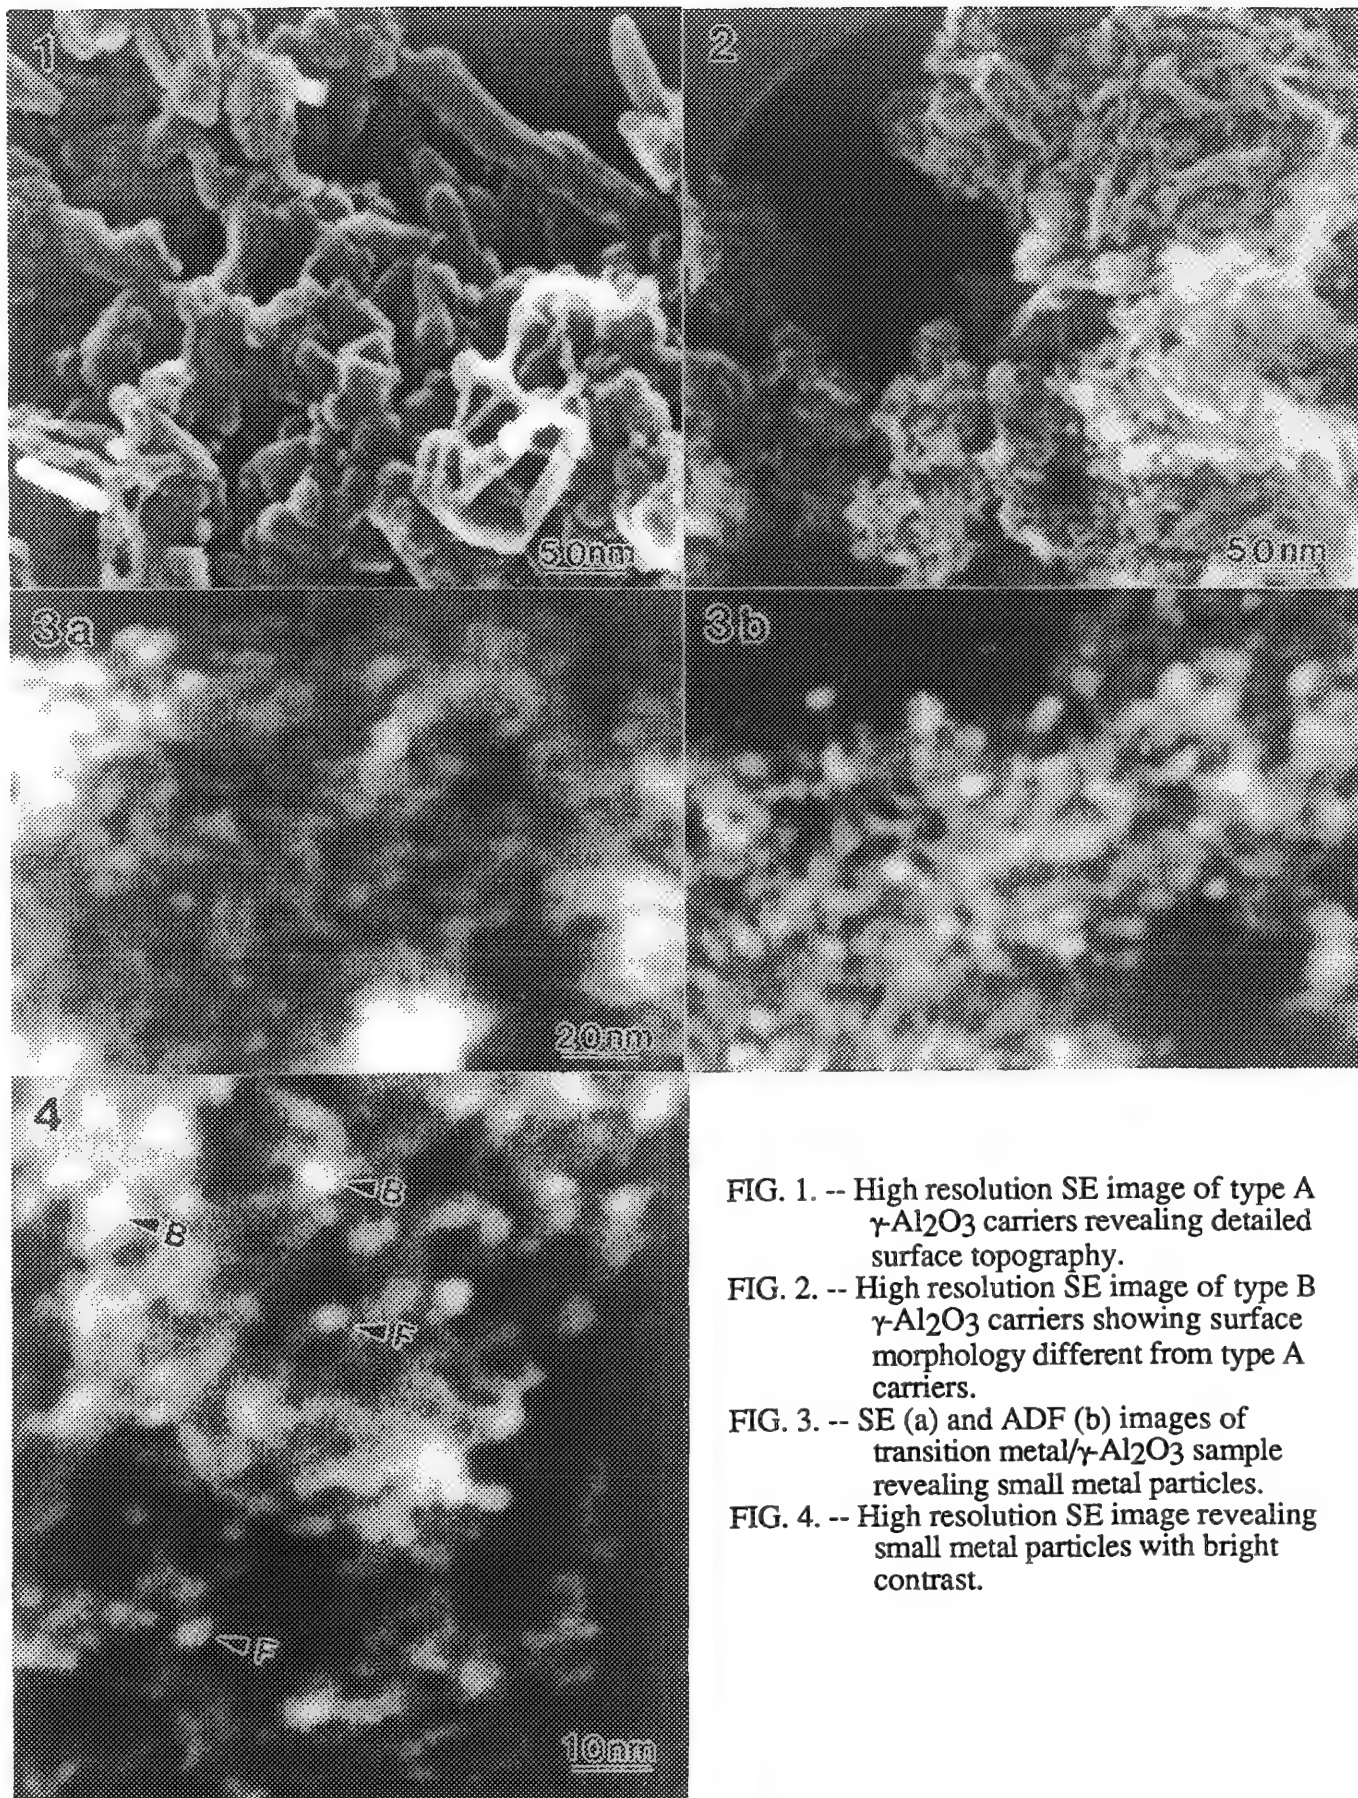 1
2
50nm
50nm
3a
3b
20nm
4
B
B
F
F
10nm
FIG. 1. -- High resolution SE image of type A
γ-Al2O3 carriers revealing detailed
surface topography.
FIG. 2. -- High resolution SE image of type B
γ-Al2O3 carriers showing surface
morphology different from type A
carriers.
FIG. 3. -- SE (a) and ADF (b) images of
transition metal/γ-Al2O3 sample
revealing small metal particles.
FIG. 4. -- High resolution SE image revealing
small metal particles with bright
contrast.